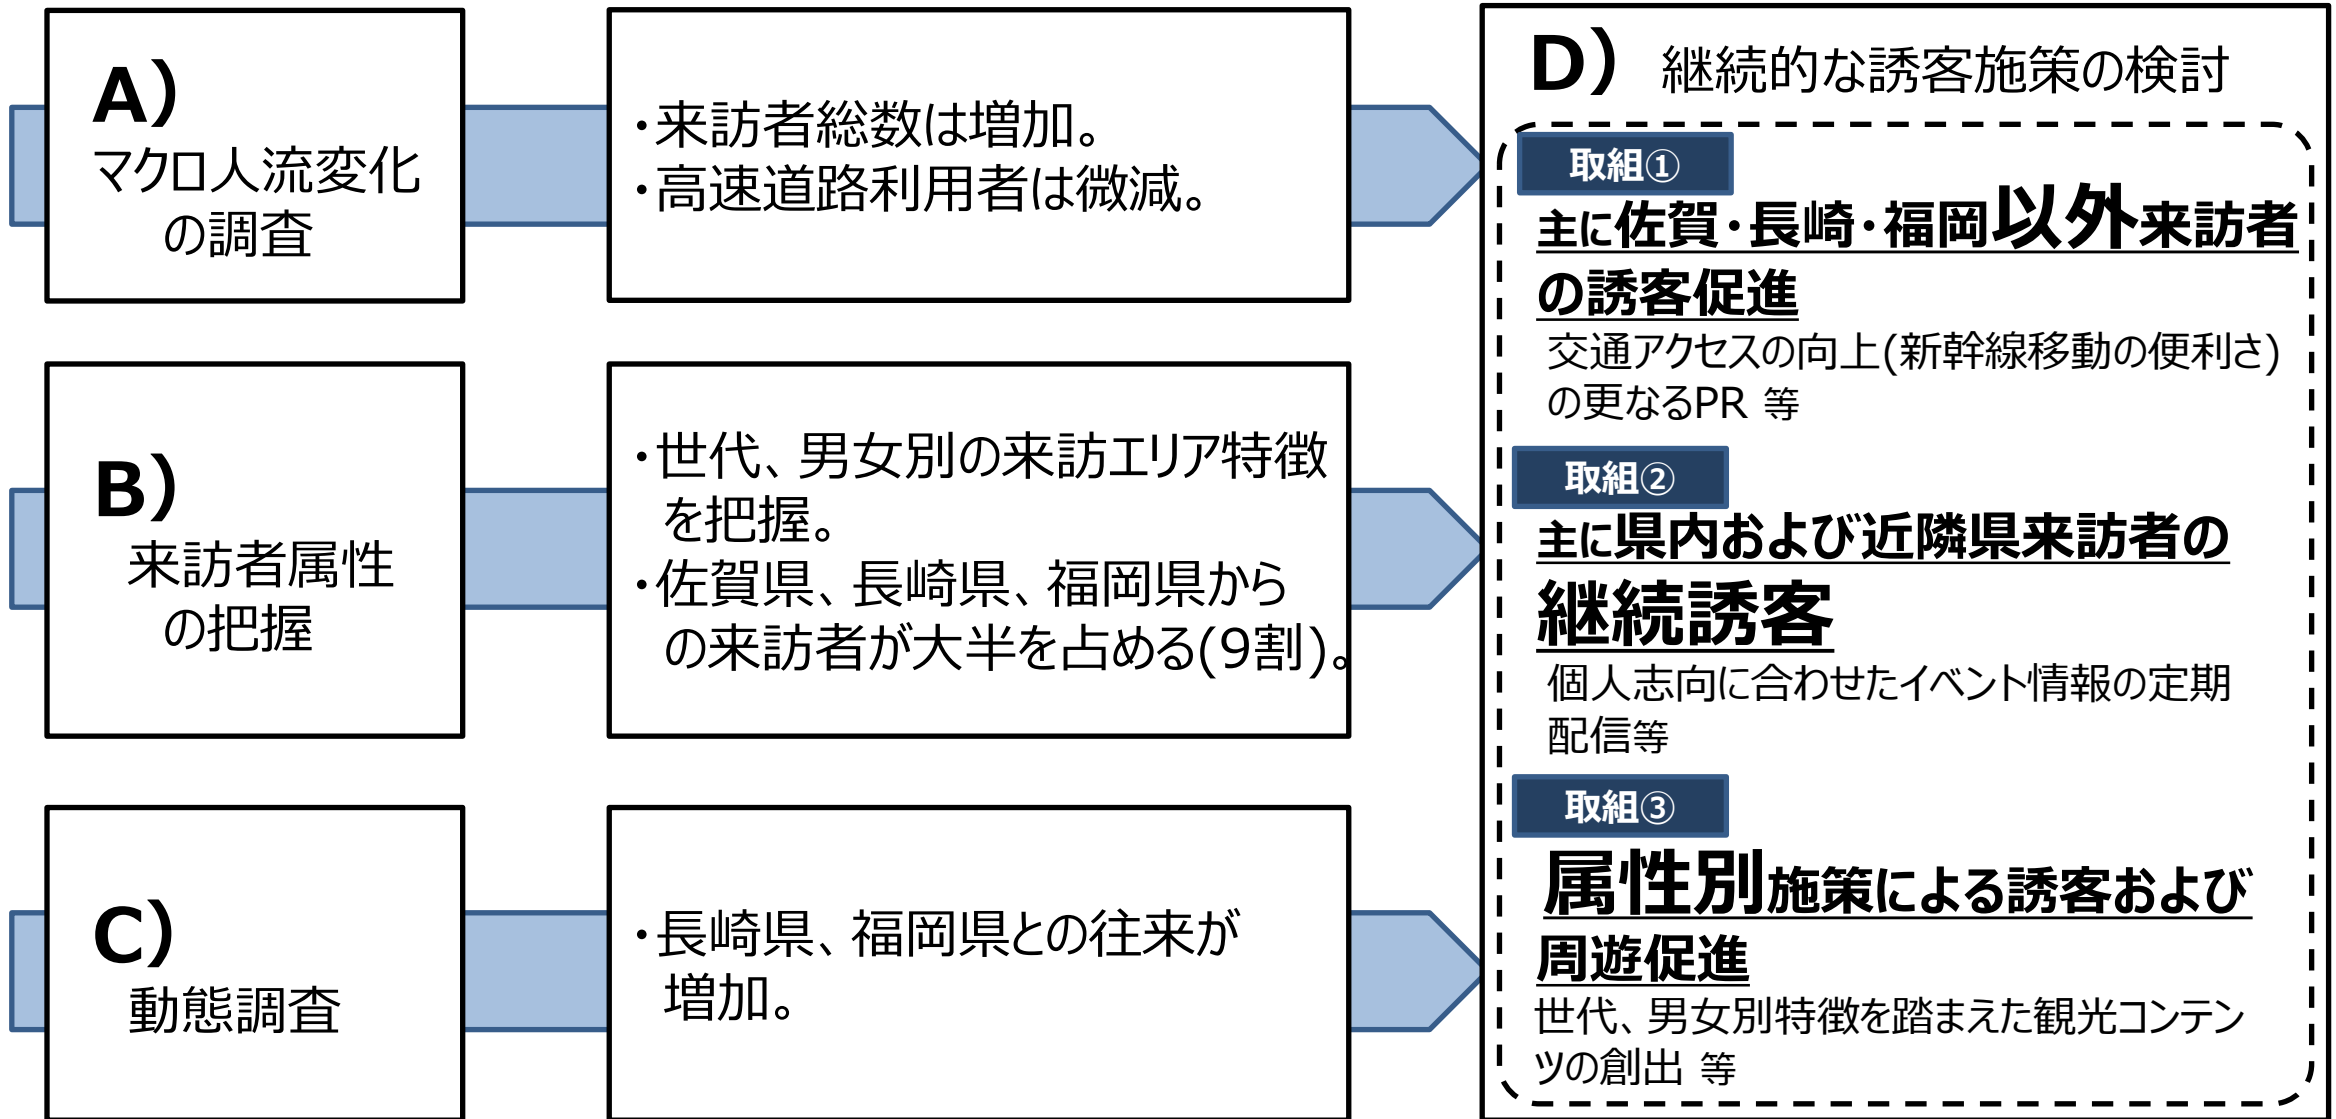 A）
マクロ人流変化
の調査
・来訪者総数は増加。
・高速道路利用者は微減。
B）
来訪者属性
の把握
・世代、男女別の来訪エリア特徴
を把握。
・佐賀県、長崎県、福岡県から
の来訪者が大半を占める(9割)。
C）
動態調査
・長崎県、福岡県との往来が
増加。
D） 継続的な誘客施策の検討
取組①
主に佐賀・長崎・福岡以外来訪者
の誘客促進
交通アクセスの向上(新幹線移動の便利さ)
の更なるPR 等
取組②
主に県内および近隣県来訪者の
継続誘客
個人志向に合わせたイベント情報の定期
配信等
取組③
属性別施策による誘客および
周遊促進
世代、男女別特徴を踏まえた観光コンテン
ツの創出 等